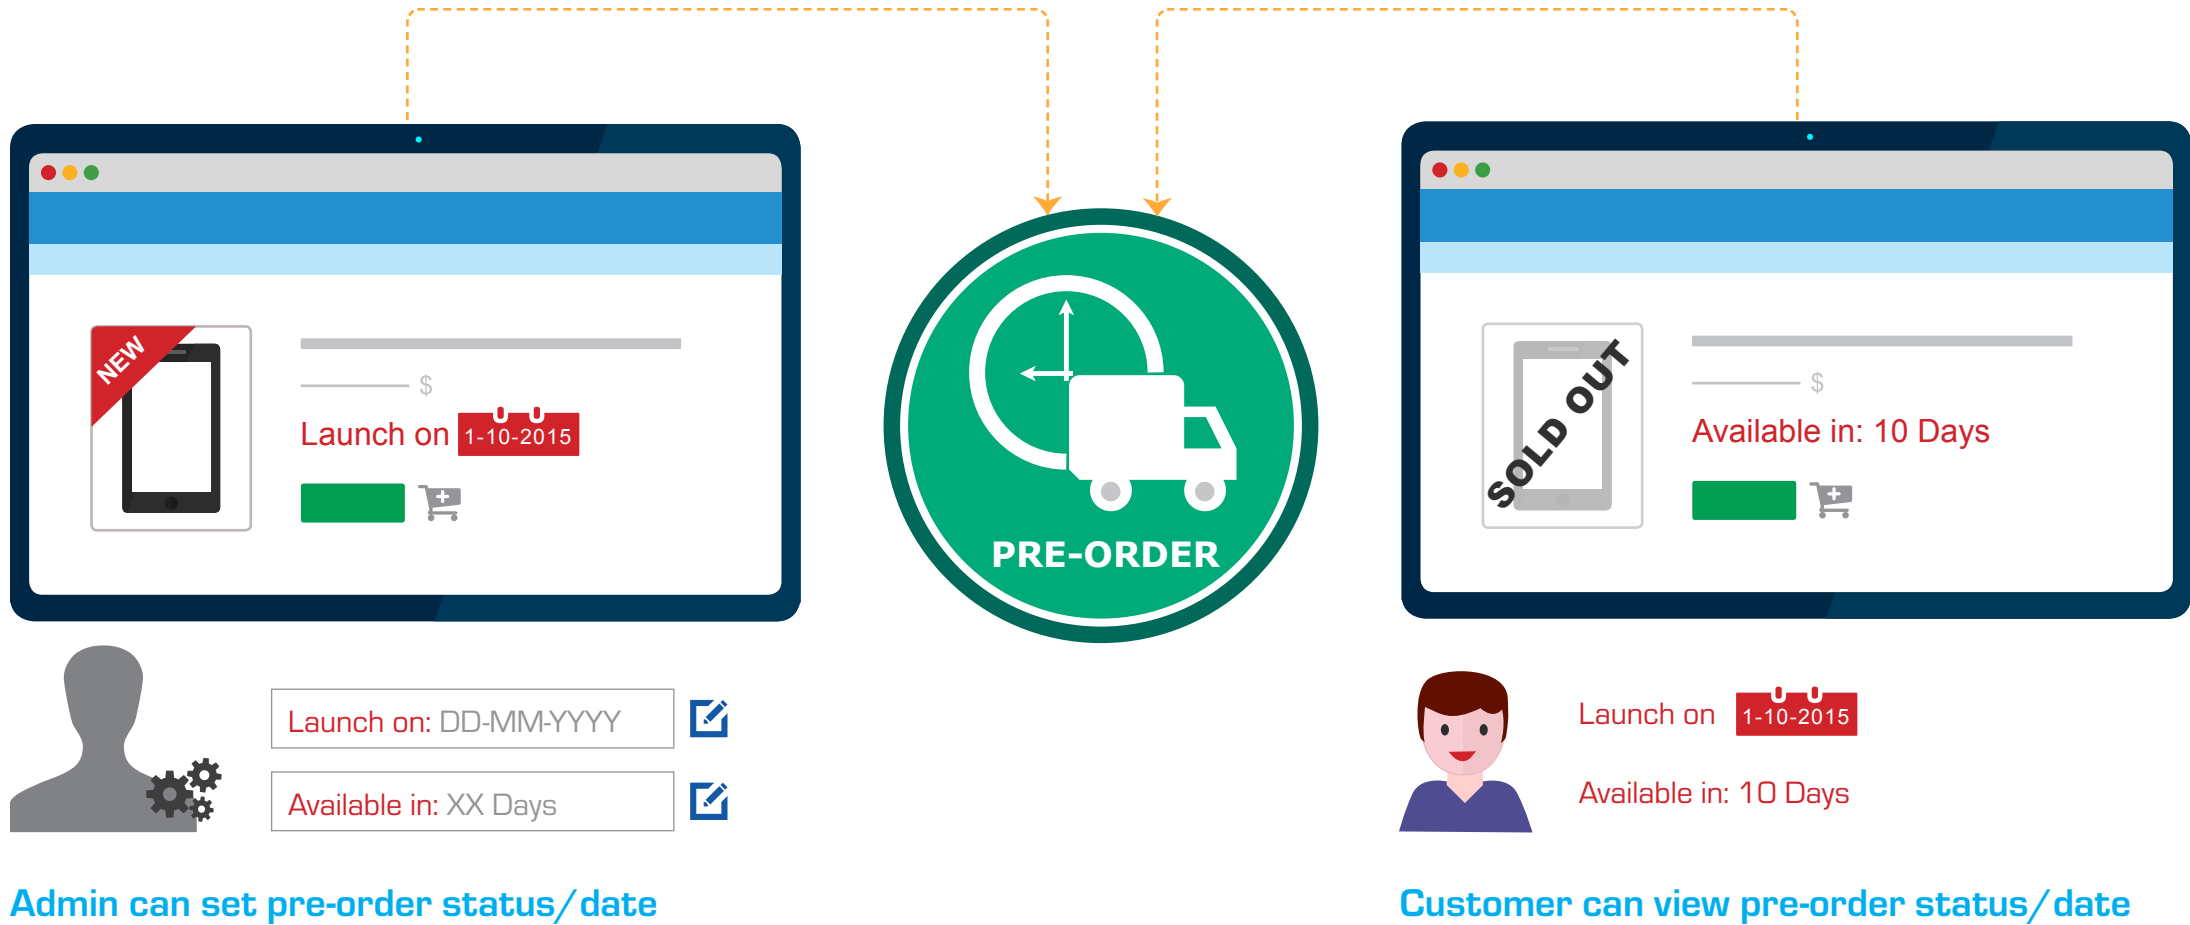 NEW
$
Launch on 1-10-2015
PRE-ORDER
SOLD OUT
$
Available in: 10 Days
Launch on: DD-MM-YYYY
Available in: XX Days
Launch on 1-10-2015
Available in: 10 Days
Admin can set pre-order status/date
Customer can view pre-order status/date